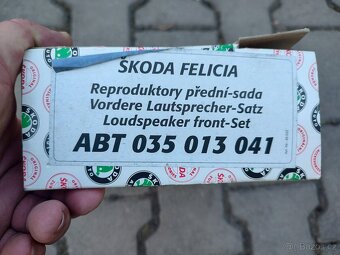 ŠKODA FELICIA
Reproduktory přední-sada
Vordere Lautsprecher-Satz
Loudspeaker front-Set
ABT 035 013 041